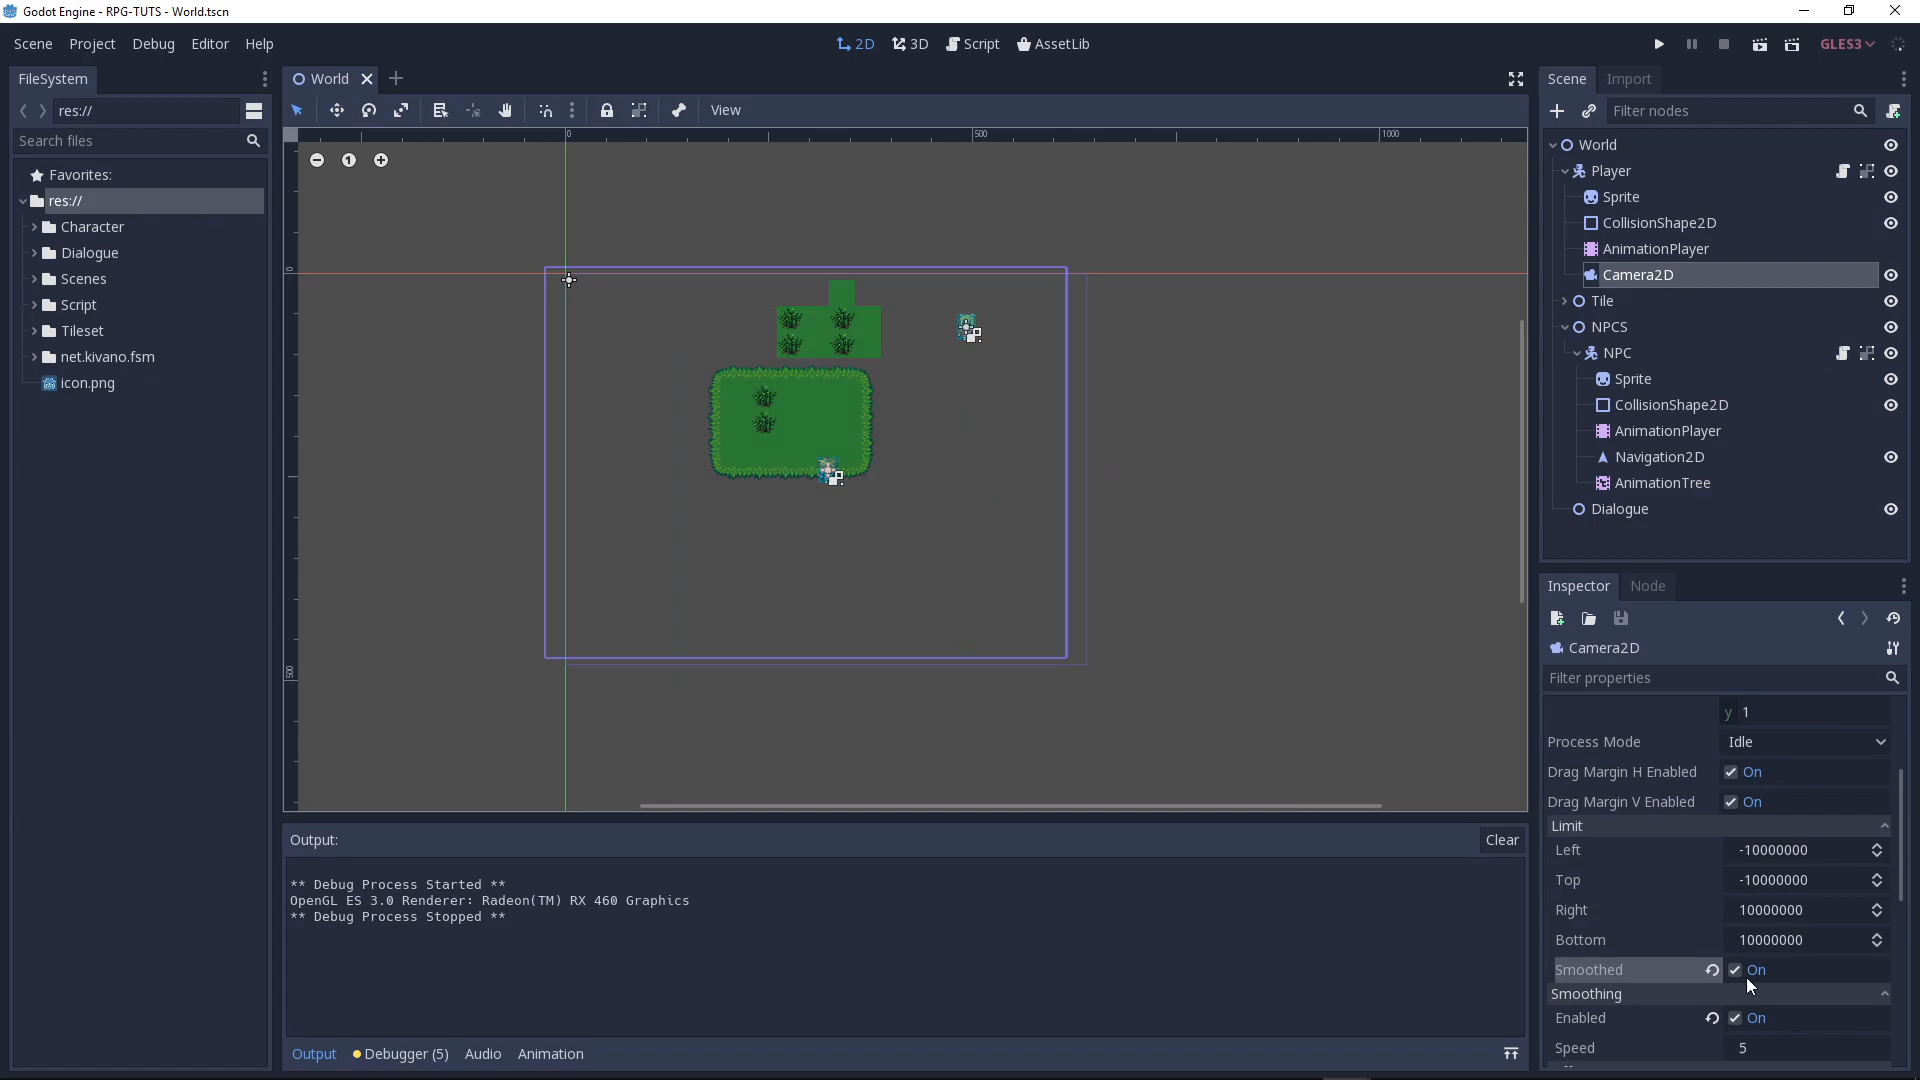 Godot Engine - RPG-TUTS - World.tscn
Scene Project Debug Editor Help
2D 3D Script AssetLib
GLES3
FileSystem
res://
Search files
Favorites:
res://
Character
Dialogue
Scenes
Script
Tileset
net.kivano.fsm
icon.png
World
View
0 500 1000
1
0
500
Output:
Clear
** Debug Process Started **
OpenGL ES 3.0 Renderer: Radeon(TM) RX 460 Graphics
** Debug Process Stopped **
Output Debugger (5) Audio Animation
Scene Import
Filter nodes
World
Player
Sprite
CollisionShape2D
AnimationPlayer
Camera2D
Tile
NPCS
NPC
Sprite
CollisionShape2D
AnimationPlayer
Navigation2D
AnimationTree
Dialogue
Inspector Node
Camera2D
Filter properties
y 1
Process Mode Idle
Drag Margin H Enabled On
Drag Margin V Enabled On
Limit
Left -10000000
Top -10000000
Right 10000000
Bottom 10000000
Smoothed On
Smoothing
Enabled On
Speed 5